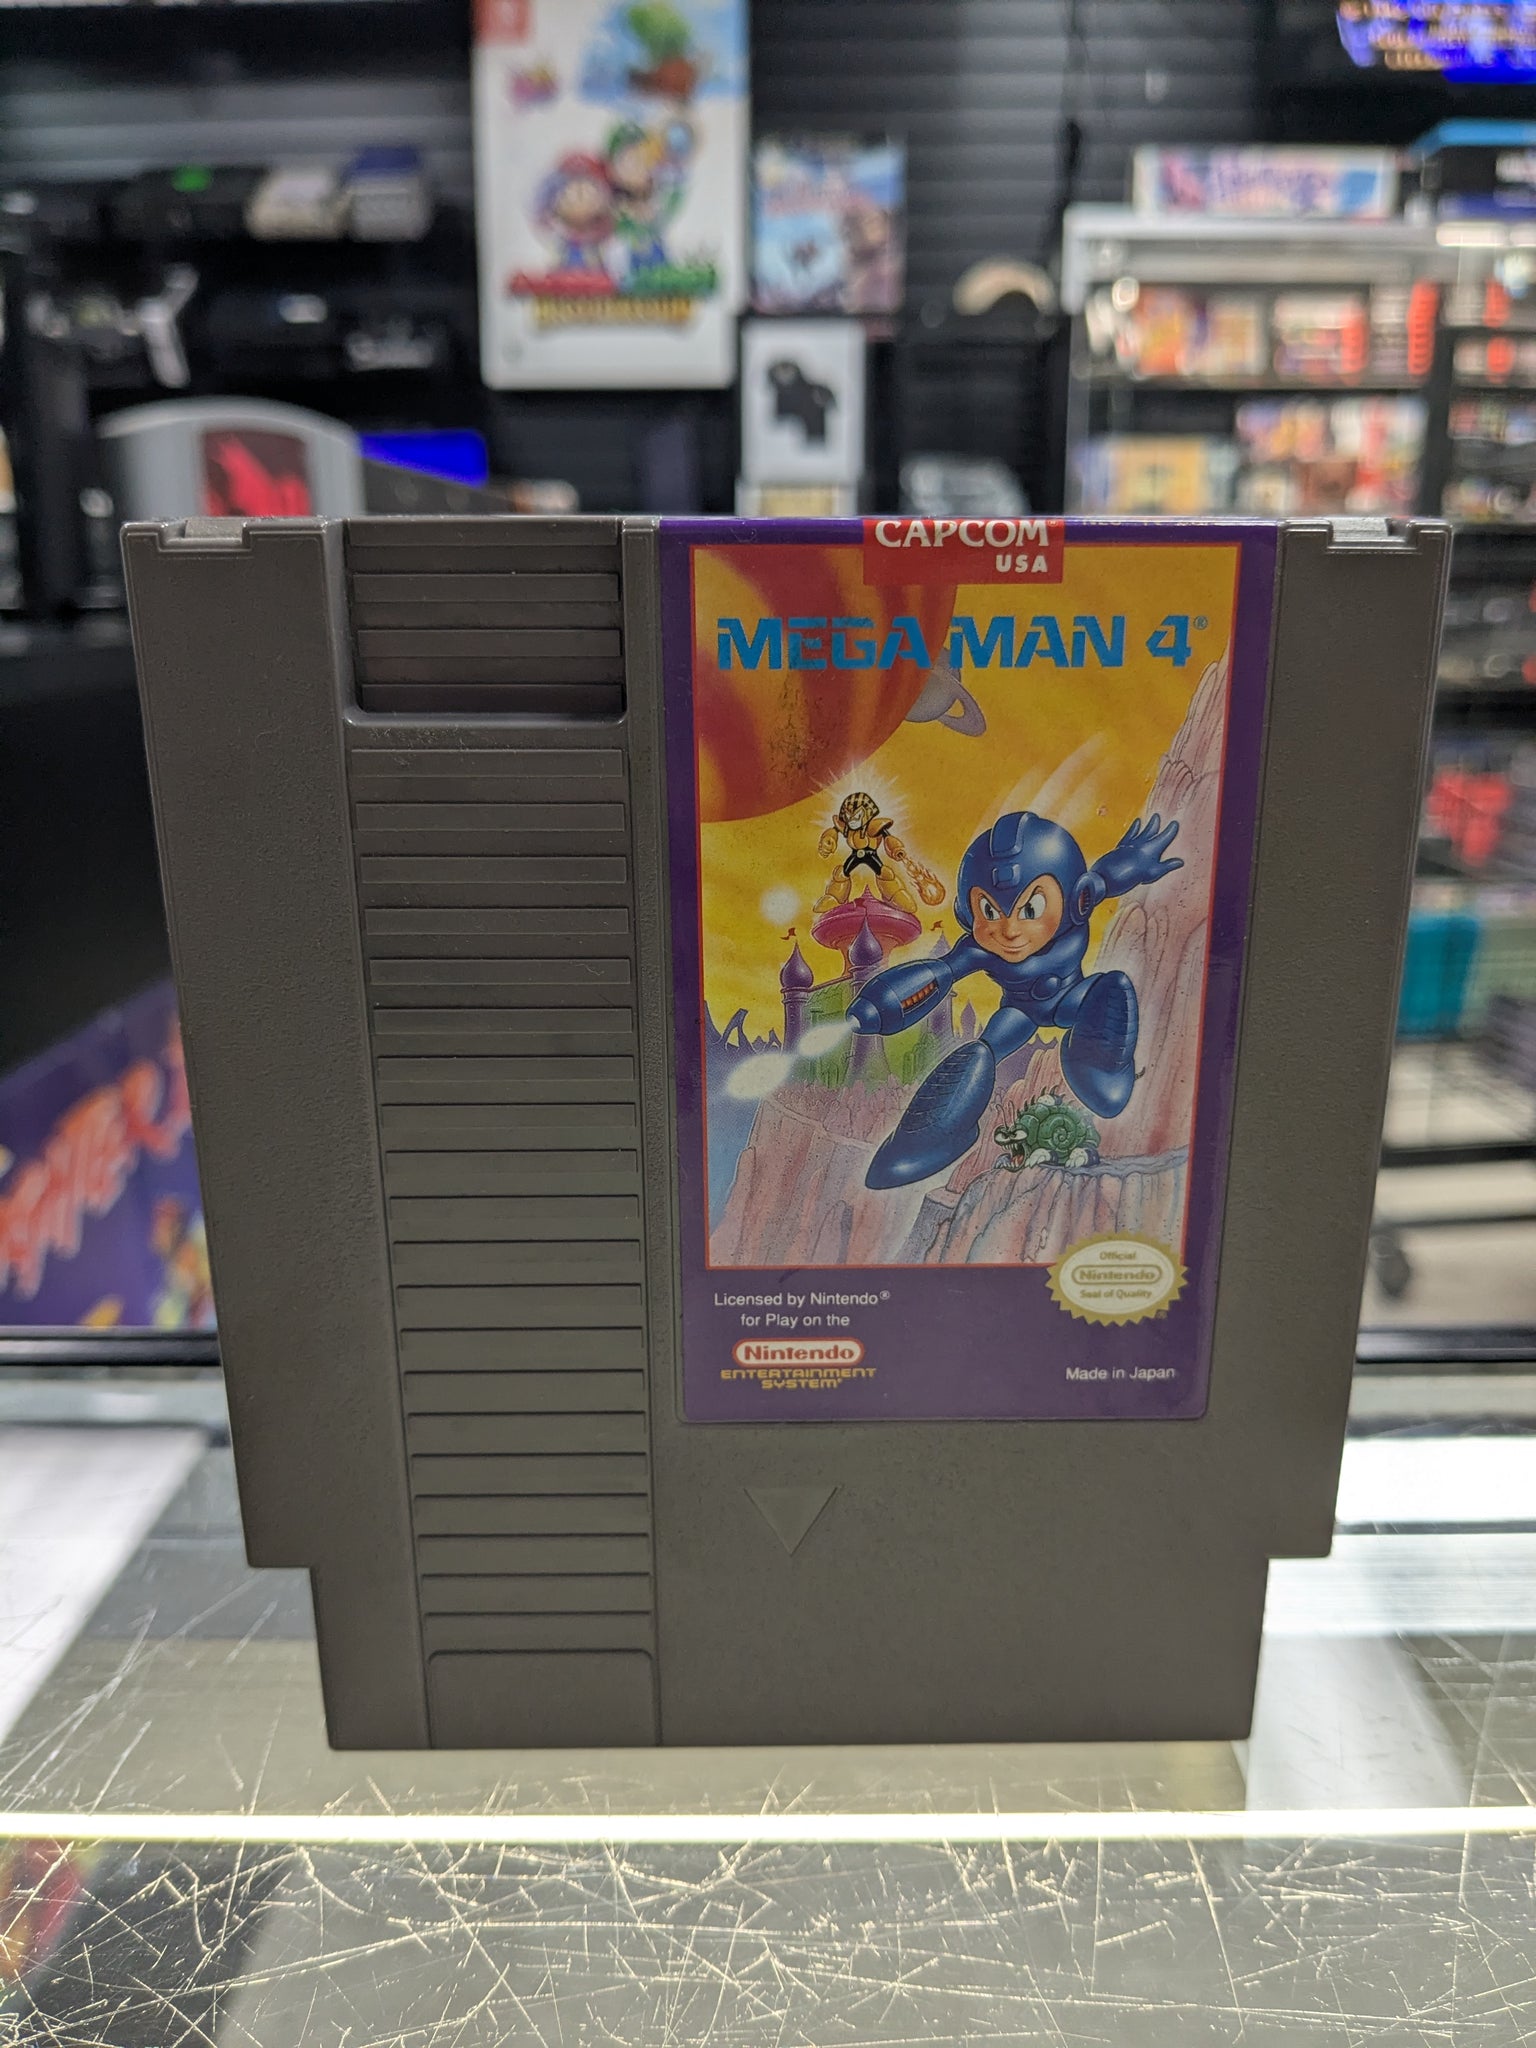 CAPCOM®
USA
MEGA MAN 4®
Official
Nintendo
Seal of Quality
®
Licensed by Nintendo®
for Play on the
Nintendo
ENTERTAINMENT
SYSTEM®
Made in Japan